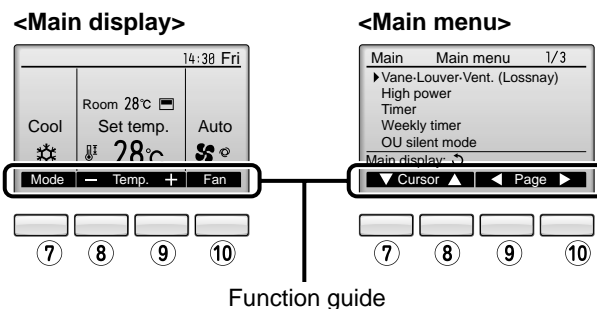 <Main display>
14:30 Fri
Room 28℃
Cool Set temp. Auto
28℃
Mode − Temp. + Fan
⑦ ⑧ ⑨ ⑩
<Main menu>
Main Main menu 1/3
▶Vane·Louver·Vent. (Lossnay)
High power
Timer
Weekly timer
OU silent mode
Main display:
▼ Cursor ▲ ◀ Page ▶
⑦ ⑧ ⑨ ⑩
Function guide